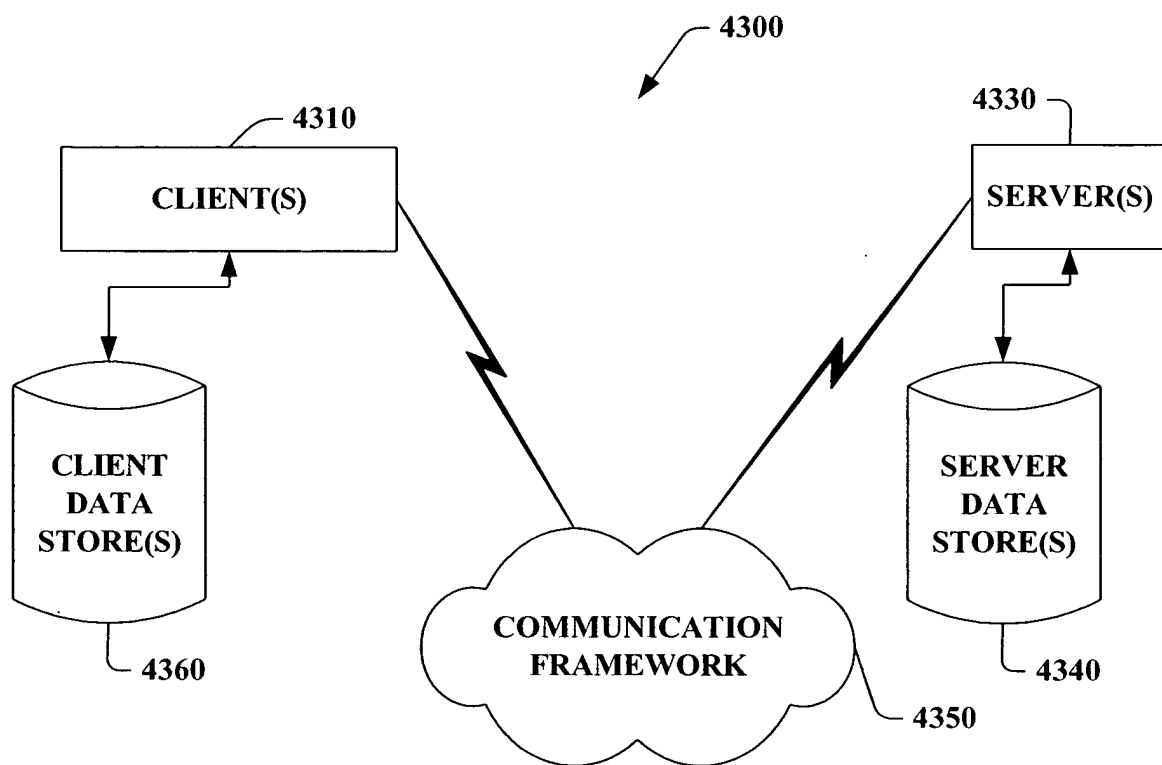 4300
4310
4330
CLIENT(S)
SERVER(S)
CLIENT
DATA
STORE(S)
SERVER
DATA
STORE(S)
COMMUNICATION
FRAMEWORK
4360
4340
4350